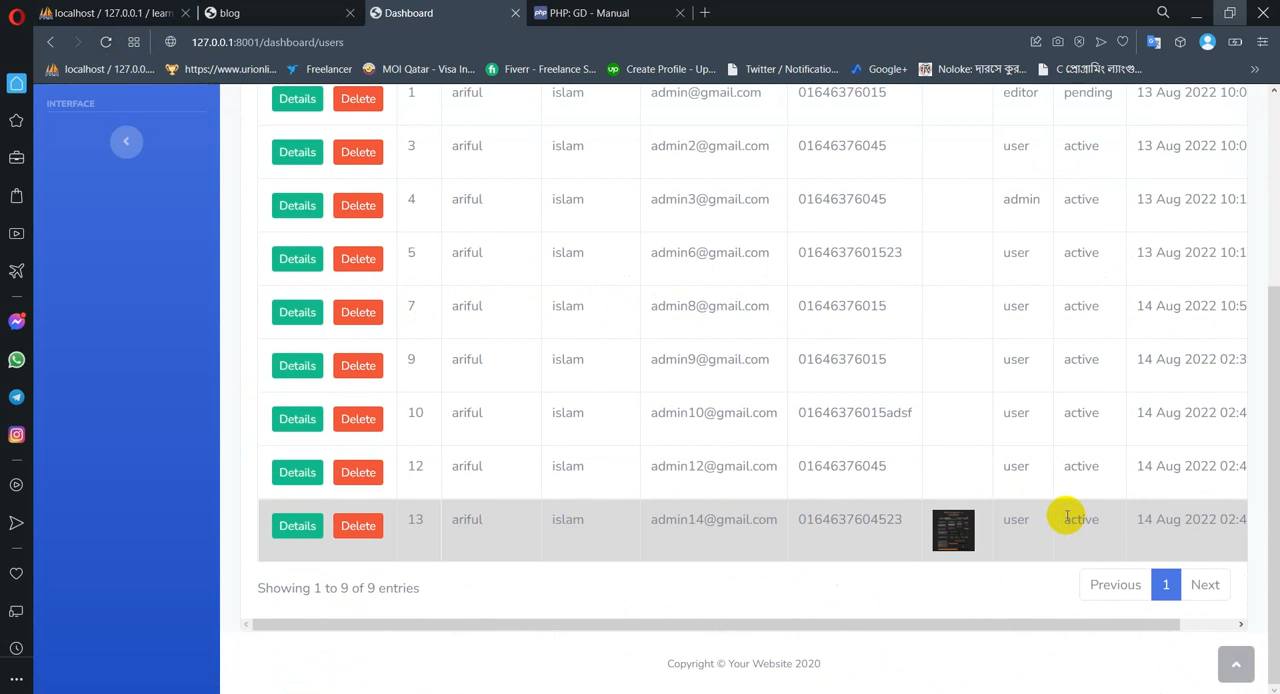 localhost / 127.0.0.1 / learn
blog
Dashboard
php PHP: GD - Manual
127.0.0.1:8001/dashboard/users
localhost / 127.0.0....
https://www.urionli...
Freelancer
MOI Qatar - Visa In...
Fiverr - Freelance S...
up Create Profile - Up...
Twitter / Notificatio...
Google+
Noloke: দারসে কুর...
C প্রোগ্রামিং ল্যাংগু...
INTERFACE
Details Delete 1 ariful islam admin@gmail.com 01646376015 editor pending 13 Aug 2022 10:0
Details Delete 3 ariful islam admin2@gmail.com 01646376045 user active 13 Aug 2022 10:0
Details Delete 4 ariful islam admin3@gmail.com 01646376045 admin active 13 Aug 2022 10:1
Details Delete 5 ariful islam admin6@gmail.com 0164637601523 user active 13 Aug 2022 10:1
Details Delete 7 ariful islam admin8@gmail.com 01646376015 user active 13 Aug 2022 10:5
Details Delete 9 ariful islam admin9@gmail.com 01646376015 user active 14 Aug 2022 02:3
Details Delete 10 ariful islam admin10@gmail.com 01646376015adsf user active 14 Aug 2022 02:4
Details Delete 12 ariful islam admin12@gmail.com 01646376045 user active 14 Aug 2022 02:4
Details Delete 13 ariful islam admin14@gmail.com 0164637604523 user active 14 Aug 2022 02:4
Showing 1 to 9 of 9 entries
Previous 1 Next
Copyright © Your Website 2020